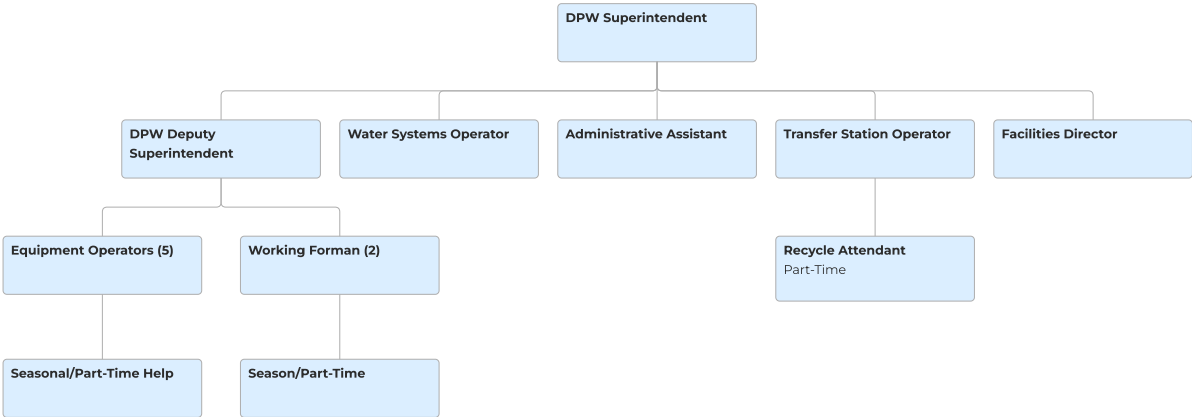 DPW Superintendent
DPW Deputy
Superintendent
Water Systems Operator
Administrative Assistant
Transfer Station Operator
Facilities Director
Equipment Operators (5)
Working Forman (2)
Recycle Attendant
Part-Time
Seasonal/Part-Time Help
Season/Part-Time